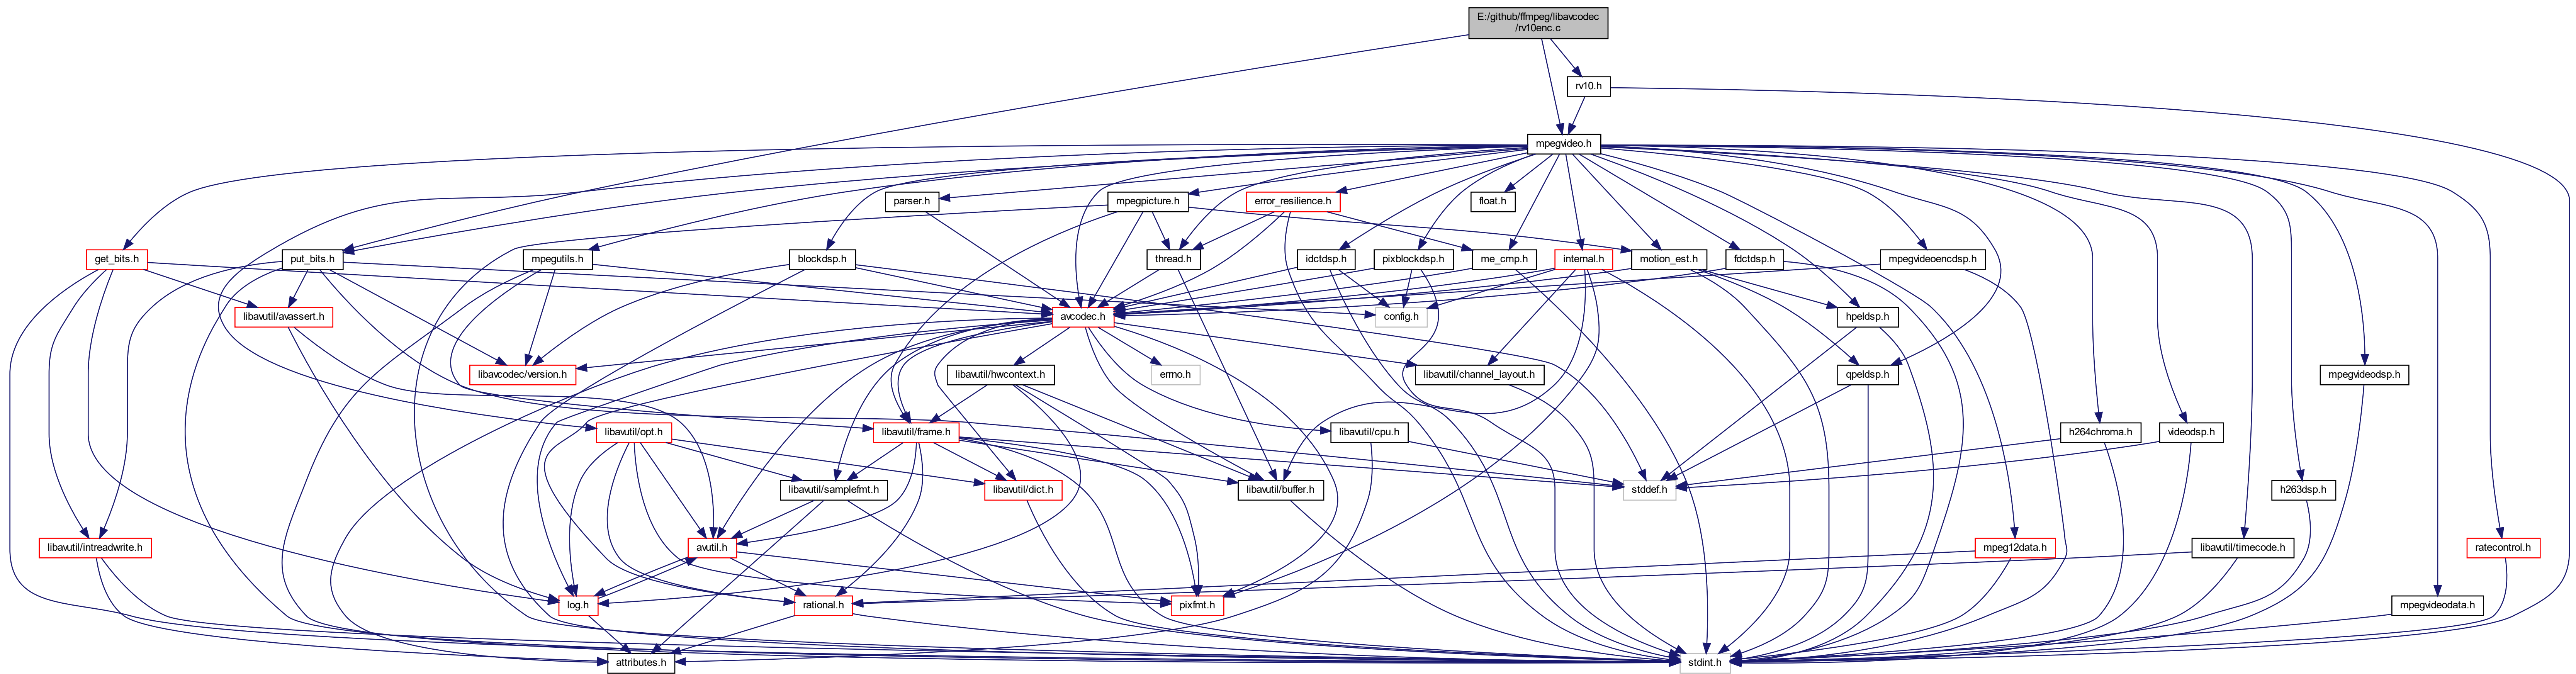 E:/github/ffmpeg/libavcodec
/rv10enc.c
rv10.h
mpegvideo.h
parser.h
mpegpicture.h
error_resilience.h
float.h
get_bits.h
put_bits.h
mpegutils.h
blockdsp.h
thread.h
idctdsp.h
pixblockdsp.h
me_cmp.h
internal.h
motion_est.h
fdctdsp.h
mpegvideoencdsp.h
libavutil/avassert.h
avcodec.h
config.h
hpeldsp.h
libavcodec/version.h
libavutil/hwcontext.h
errno.h
libavutil/channel_layout.h
qpeldsp.h
mpegvideodsp.h
libavutil/opt.h
libavutil/frame.h
libavutil/cpu.h
h264chroma.h
videodsp.h
libavutil/samplefmt.h
libavutil/dict.h
libavutil/buffer.h
stddef.h
h263dsp.h
libavutil/intreadwrite.h
avutil.h
mpeg12data.h
libavutil/timecode.h
ratecontrol.h
log.h
rational.h
pixfmt.h
mpegvideodata.h
attributes.h
stdint.h